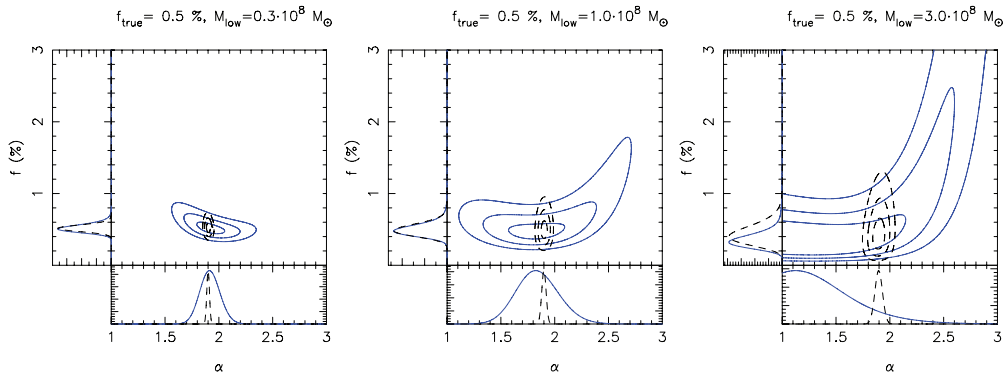 f_true= 0.5 %, M_low=0.3·10^8 M_⊙
f_true= 0.5 %, M_low=1.0·10^8 M_⊙
f_true= 0.5 %, M_low=3.0·10^8 M_⊙
3
2
1
f (%)
1
1.5
2
2.5
3
α
3
2
1
f (%)
1
1.5
2
2.5
3
α
3
2
1
f (%)
1
1.5
2
2.5
3
α